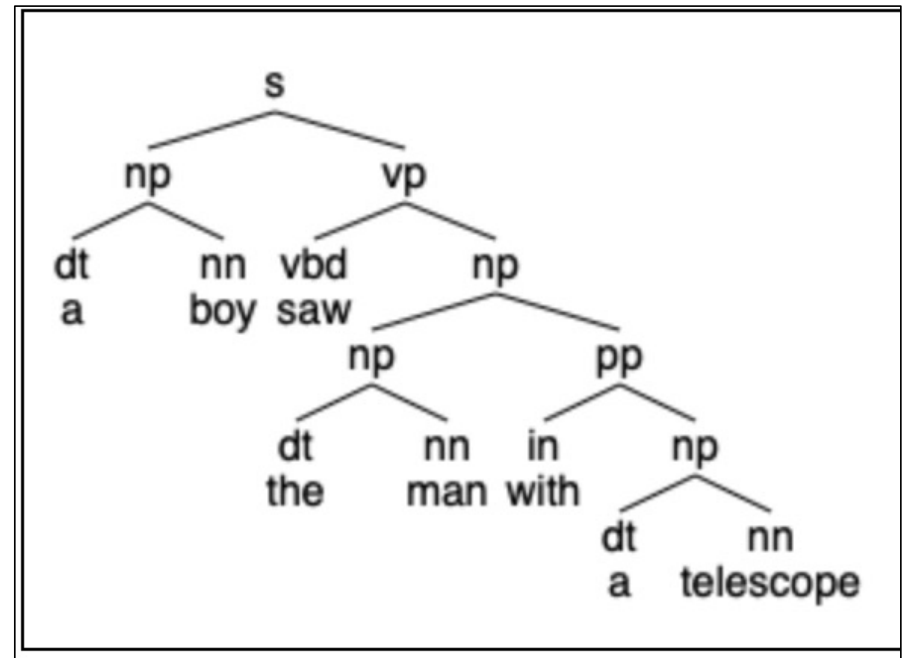 s
np vp
dt nn vbd np
a boy saw
np pp
dt nn in np
the man with
dt nn
a telescope